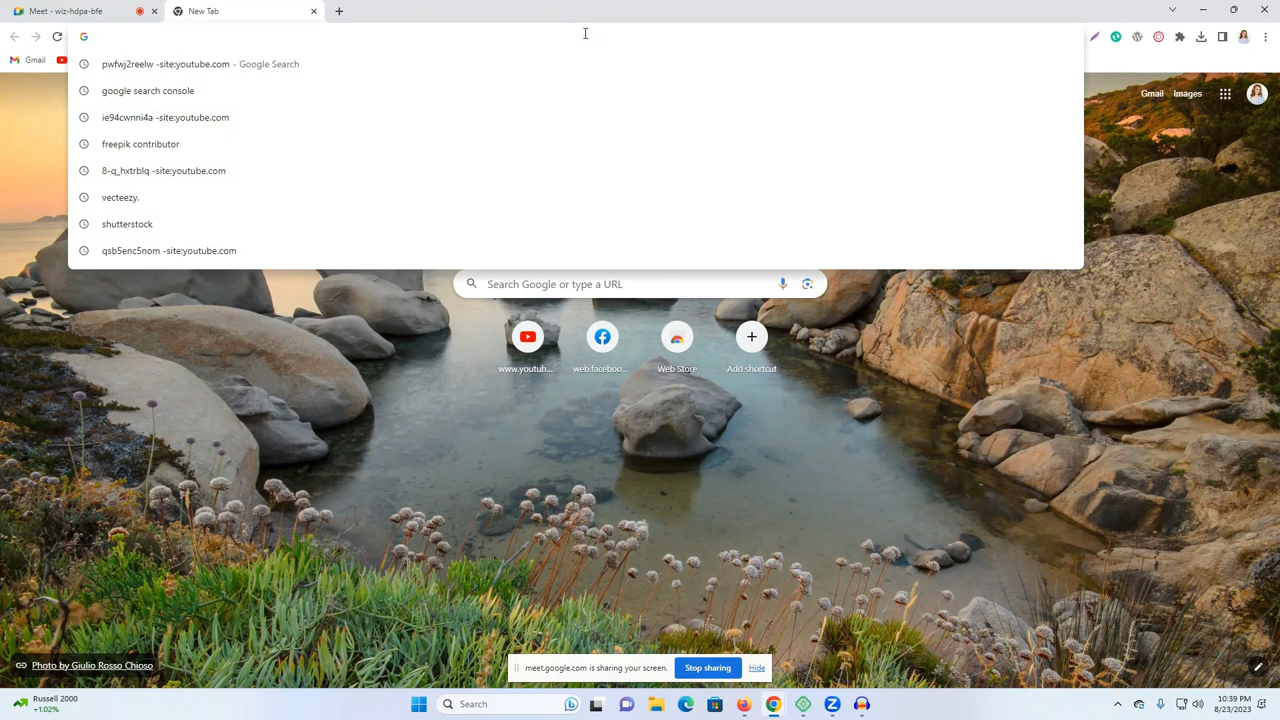 Meet - wiz-hdpa-bfe
New Tab
Gmail
pwfwj2reelw -site:youtube.com - Google Search
google search console
ie94cwnni4a -site:youtube.com
freepik contributor
8-q_hxtrblq -site:youtube.com
vecteezy.
shutterstock
qsb5enc5nom -site:youtube.com
Gmail
Images
Search Google or type a URL
www.youtub...
web.faceboo...
Web Store
Add shortcut
Photo by Giulio Rosso Chioso
meet.google.com is sharing your screen.
Stop sharing
Hide
Russell 2000
+1.02%
Search
10:39 PM
8/23/2023